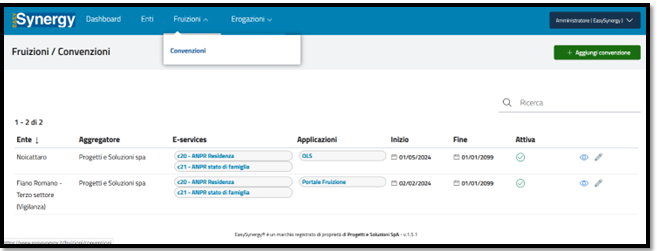 EASY Synergy Dashboard Enti Fruizioni Erogazioni Amministratore ( EasySynergy )
Convenzioni
Fruizioni / Convenzioni + Aggiungi convenzione
Ricerca
1 - 2 di 2
Ente ↓ Aggregatore E-services Applicazioni Inizio Fine Attiva
Noicattaro Progetti e Soluzioni spa c20 - ANPR Residenza OLS 01/05/2024 01/01/2099
c21 - ANPR stato di famiglia
Fiano Romano - Progetti e Soluzioni spa c20 - ANPR Residenza Portale Fruizione 02/02/2024 01/01/2099
Terzo settore c21 - ANPR stato di famiglia
(Vigilanza)
EasySynergy® è un marchio registrato di proprietà di Progetti e Soluzioni SpA - v.1.5.1